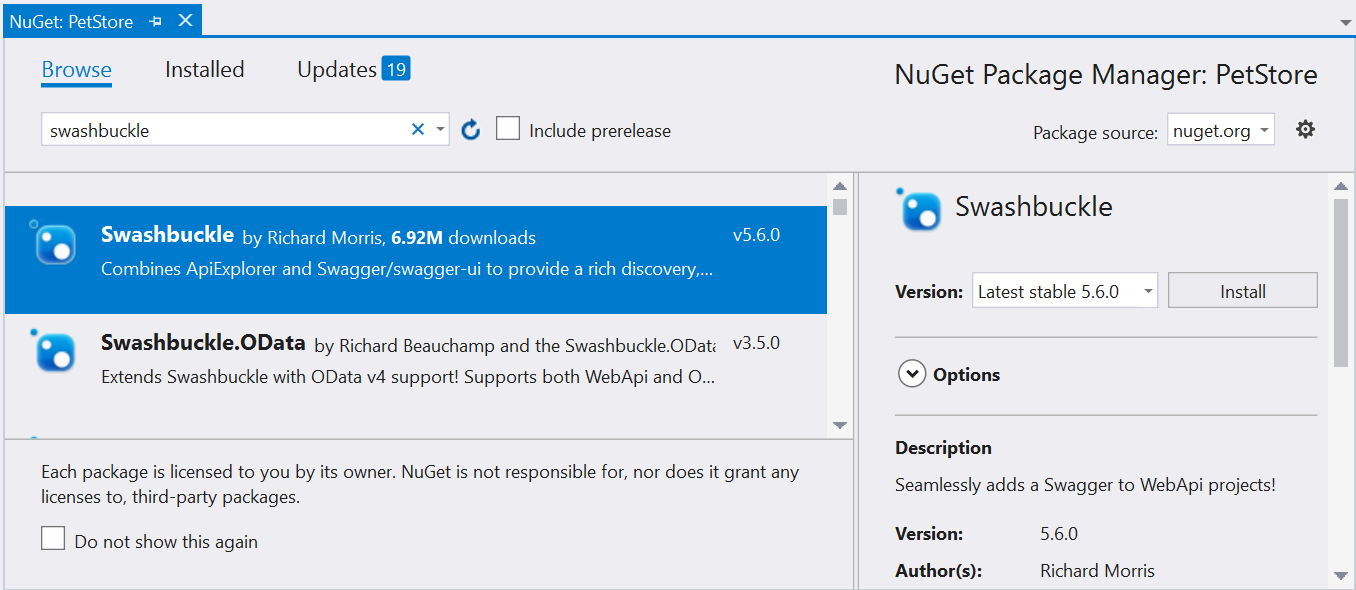 NuGet: PetStore
Browse Installed Updates 19
NuGet Package Manager: PetStore
swashbuckle
Include prerelease
Package source: nuget.org
Swashbuckle by Richard Morris, 6.92M downloads v5.6.0
Combines ApiExplorer and Swagger/swagger-ui to provide a rich discovery,...
Swashbuckle.OData by Richard Beauchamp and the Swashbuckle.OData v3.5.0
Extends Swashbuckle with OData v4 support! Supports both WebApi and O...
Each package is licensed to you by its owner. NuGet is not responsible for, nor does it grant any
licenses to, third-party packages.
Do not show this again
Swashbuckle
Version: Latest stable 5.6.0 Install
Options
Description
Seamlessly adds a Swagger to WebApi projects!
Version: 5.6.0
Author(s): Richard Morris